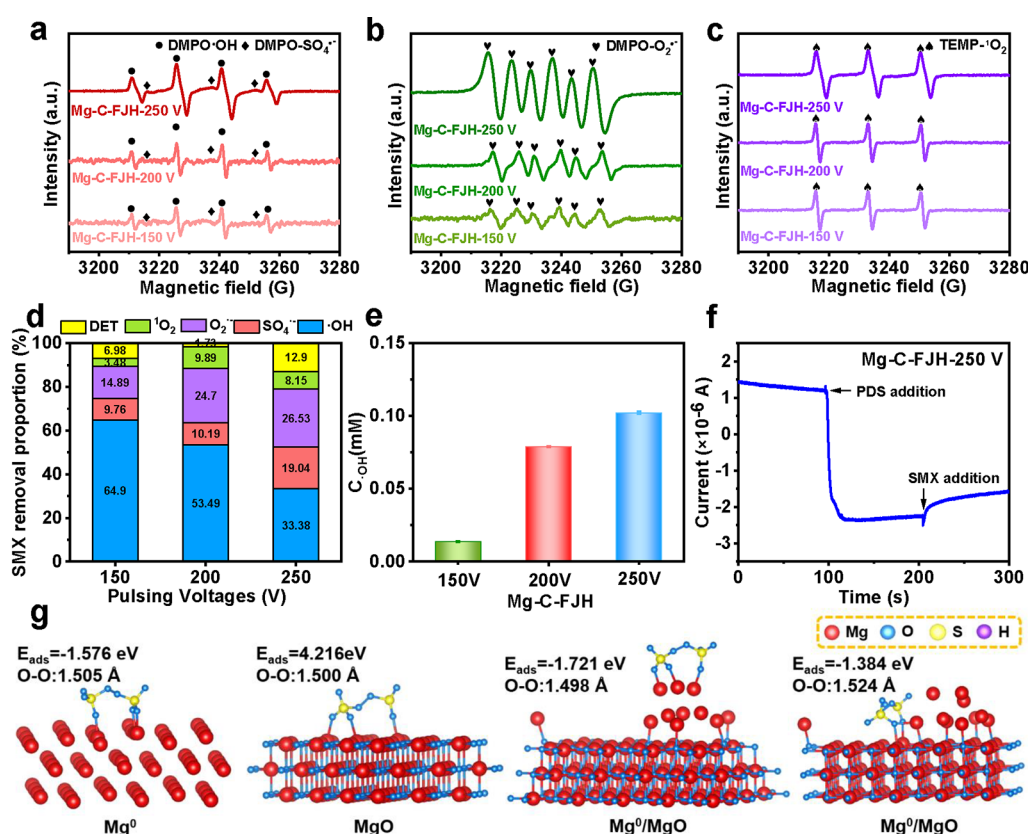 a
● DMPO·OH ♦ DMPO-SO₄•⁻
Mg-C-FJH-250 V
Mg-C-FJH-200 V
Mg-C-FJH-150 V
Intensity (a.u.)
3200 3220 3240 3260 3280
Magnetic field (G)
b
♥ DMPO-O₂•⁻
Mg-C-FJH-250 V
Mg-C-FJH-200 V
Mg-C-FJH-150 V
Intensity (a.u.)
3200 3220 3240 3260 3280
Magnetic field (G)
c
♠ TEMP-¹O₂
Mg-C-FJH-250 V
Mg-C-FJH-200 V
Mg-C-FJH-150 V
Intensity (a.u.)
3200 3220 3240 3260 3280
Magnetic field (G)
d
DET ¹O₂ O₂·⁻ SO₄·⁻ ·OH
SMX removal proportion (%)
100
80
60
40
20
0
6.98
3.48
14.89
9.76
64.9
1.73
9.89
24.7
10.19
53.49
12.9
8.15
26.53
19.04
33.38
150 200 250
Pulsing Voltages (V)
e
C·OH(mM)
0.15
0.10
0.05
0.00
150V 200V 250V
Mg-C-FJH
f
Mg-C-FJH-250 V
PDS addition
SMX addition
Current (×10⁻⁶ A)
2
1
0
-1
-2
-3
0 100 200 300
Time (s)
g
Mg O S H
Eads=-1.576 eV
O-O:1.505 Å
Mg⁰
Eads=4.216eV
O-O:1.500 Å
MgO
Eads=-1.721 eV
O-O:1.498 Å
Mg⁰/MgO
Eads=-1.384 eV
O-O:1.524 Å
Mg⁰/MgO